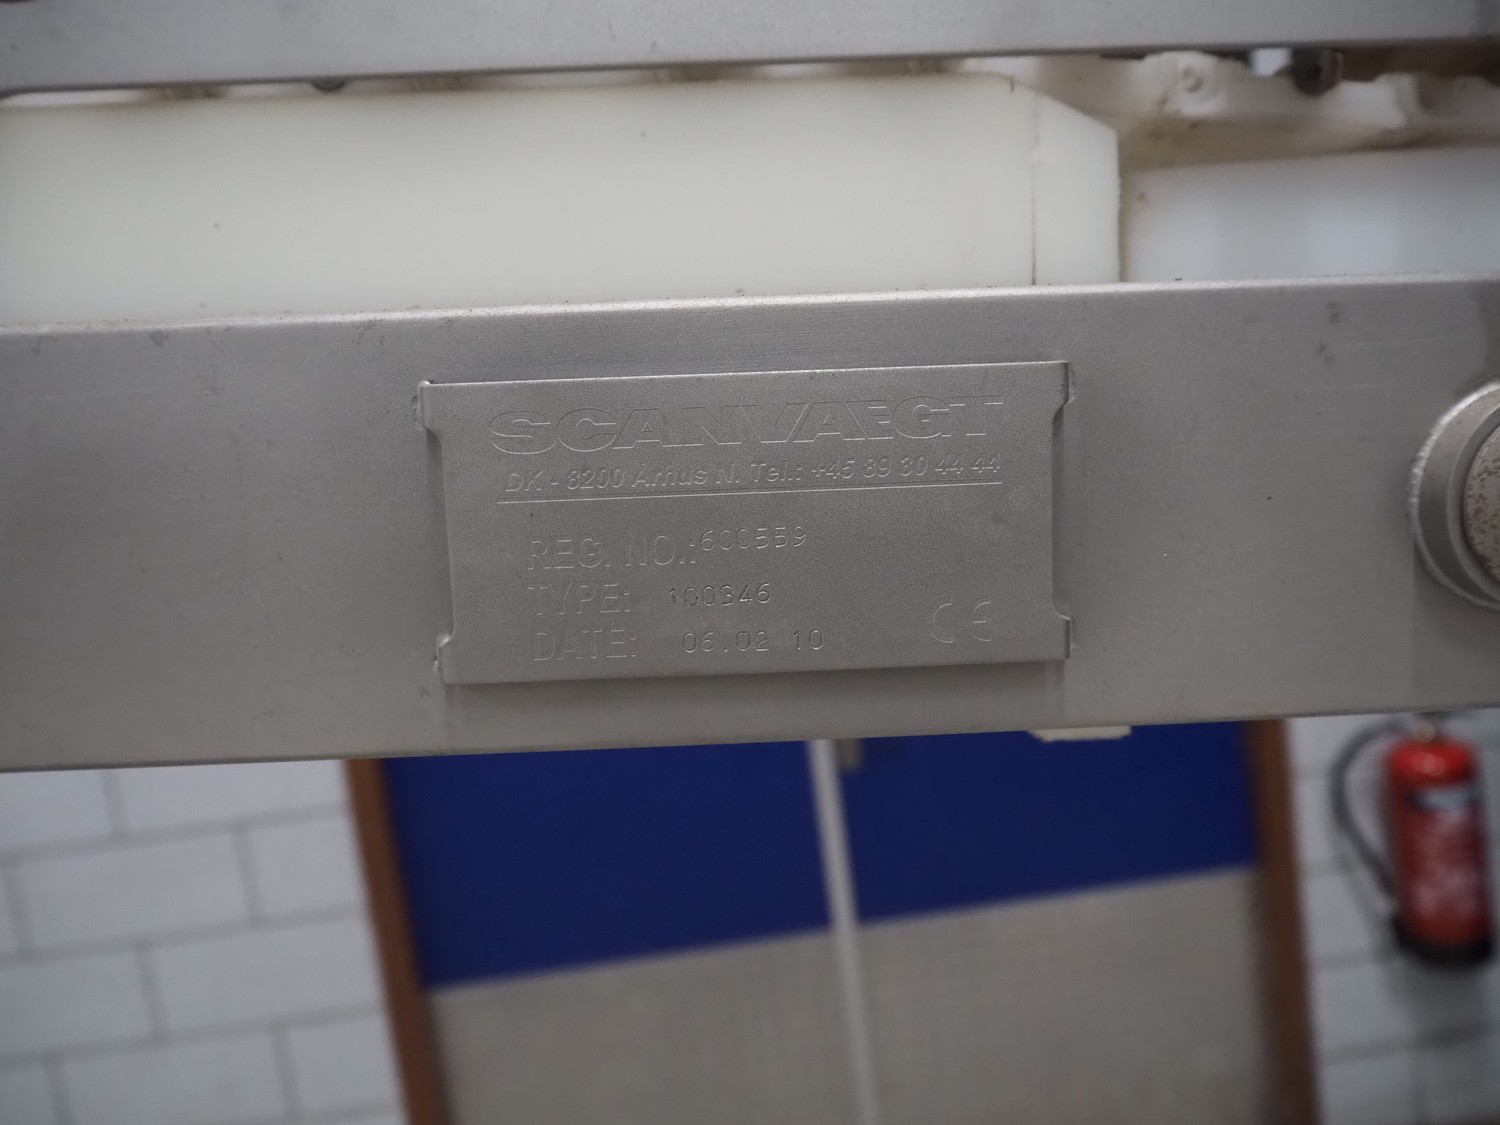 SCANVAEGT
DK - 8200 Århus N. Tel.: +45 89 30 44 44
REG. NO.: 600559
TYPE: 100346
DATE: 06.02 10
CE